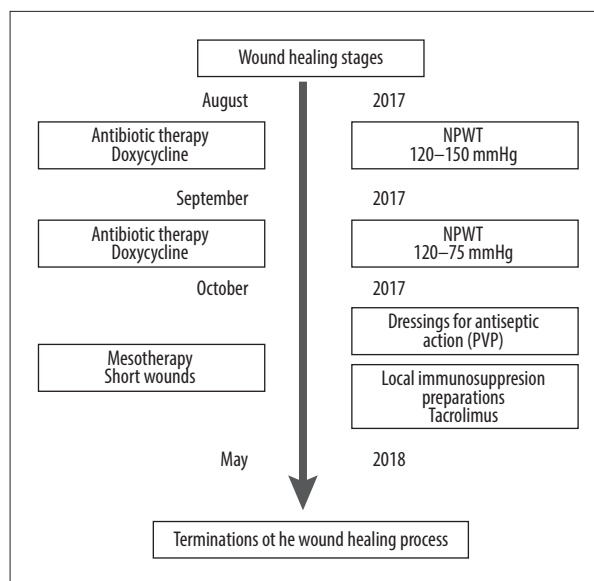 Wound healing stages
August 2017
Antibiotic therapy
Doxycycline
NPWT
120–150 mmHg
September 2017
Antibiotic therapy
Doxycycline
NPWT
120–75 mmHg
October 2017
Mesotherapy
Short wounds
Dressings for antiseptic
action (PVP)
Local immunosuppresion
preparations
Tacrolimus
May 2018
Terminations ot he wound healing process